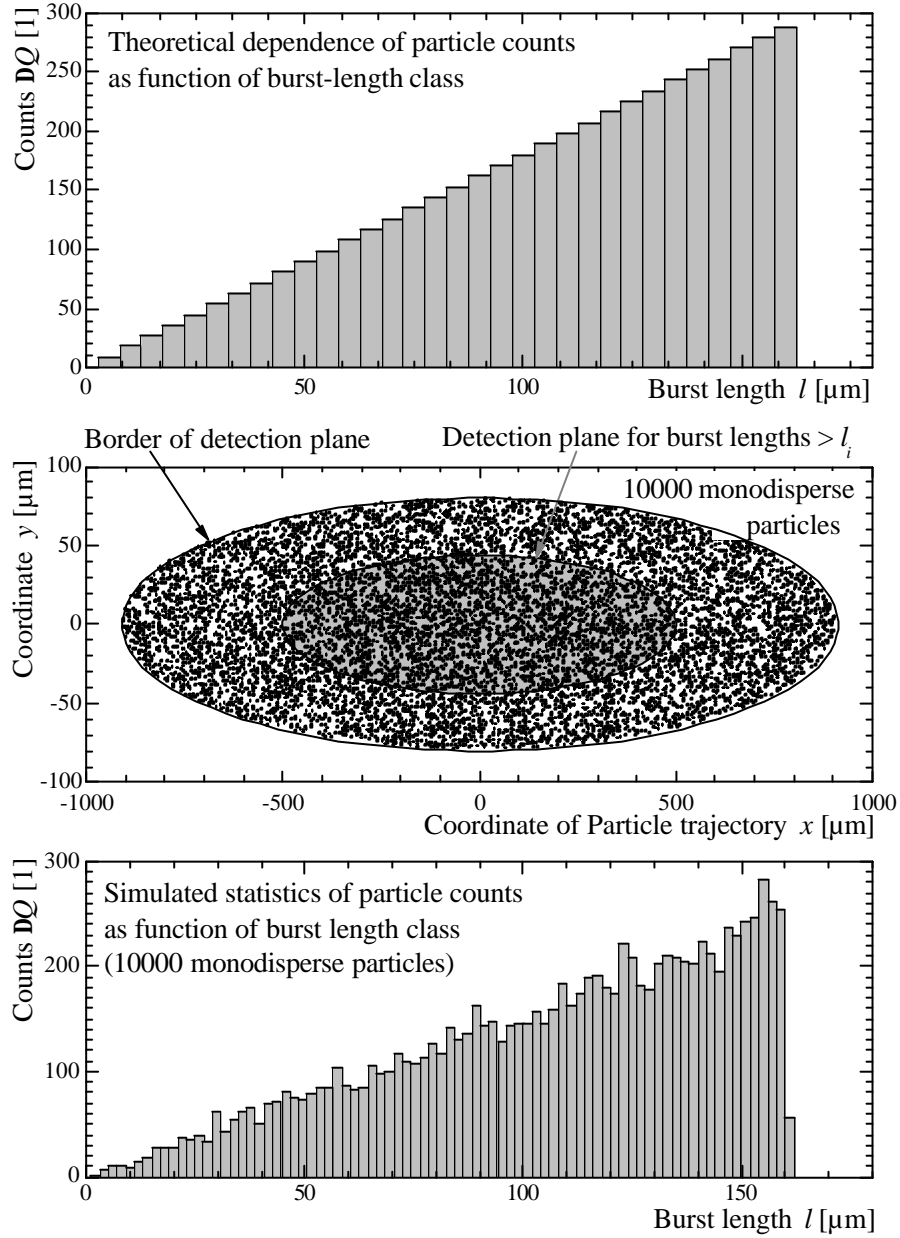 300
250
200
150
100
50
0
Counts DQ [1]
Theoretical dependence of particle counts
as function of burst-length class
0
50
100
Burst length l [µm]
Border of detection plane
Detection plane for burst lengths > l_i
10000 monodisperse
particles
100
50
0
-50
-100
Coordinate y [µm]
-1000
-500
0
500
1000
Coordinate of Particle trajectory x [µm]
300
200
100
0
Counts DQ [1]
Simulated statistics of particle counts
as function of burst length class
(10000 monodisperse particles)
0
50
100
150
Burst length l [µm]